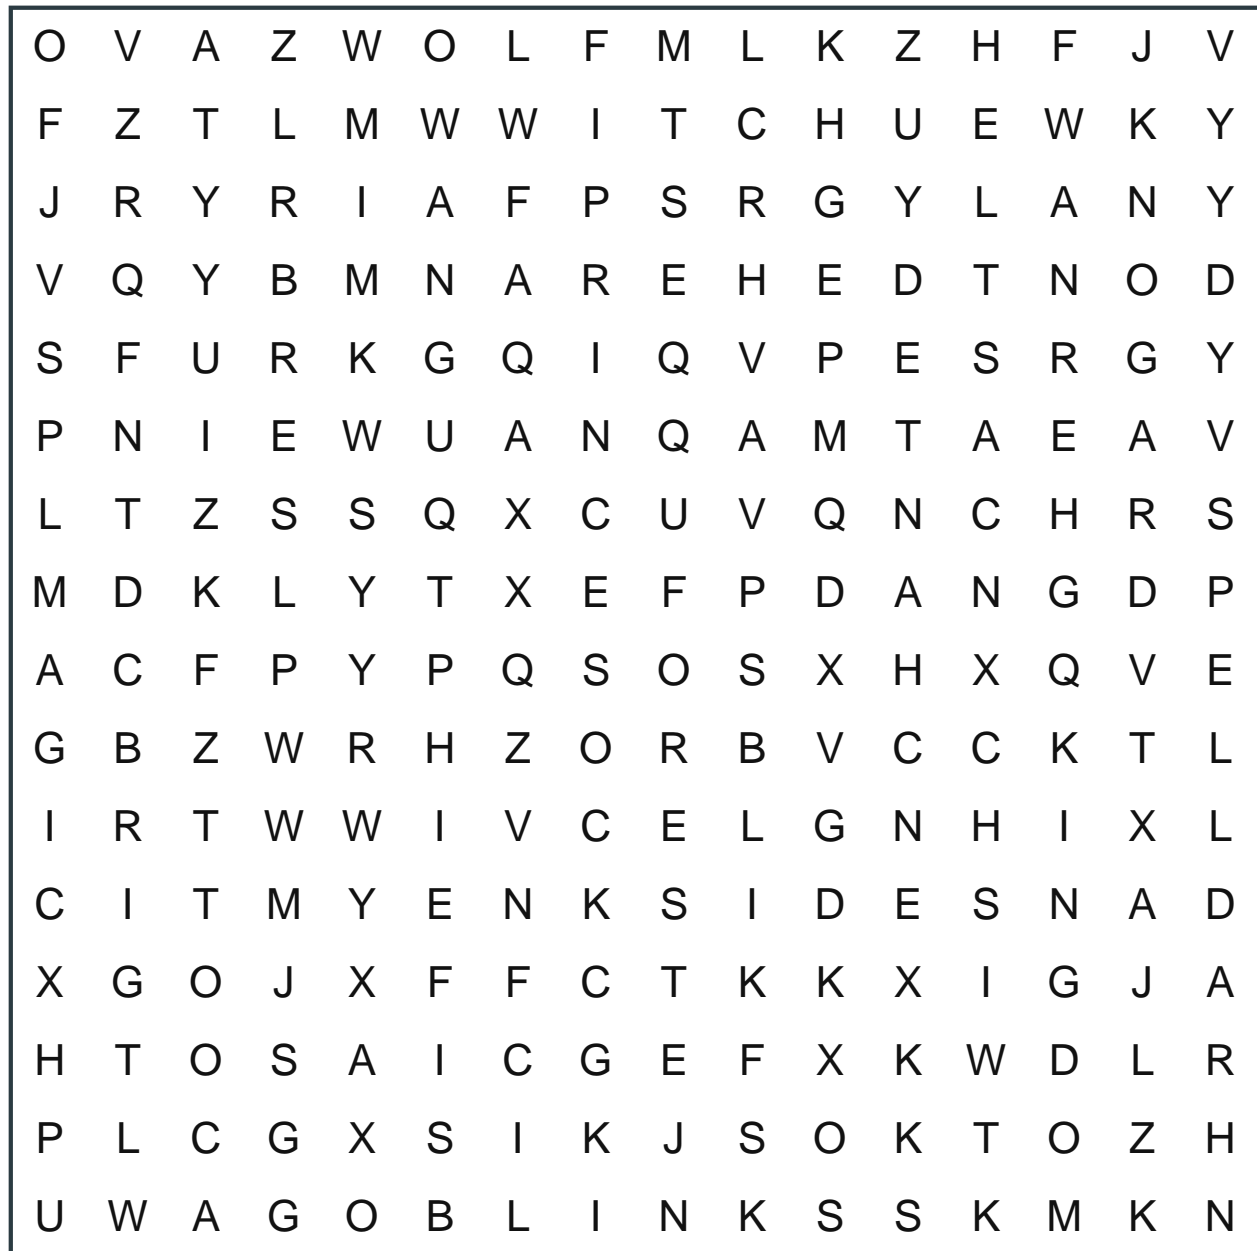 O V A Z W O L F M L K Z H F J V
F Z T L M W W I T C H U E W K Y
J R Y R I A F P S R G Y L A N Y
V Q Y B M N A R E H E D T N O D
S F U R K G Q I Q V P E S R G Y
P N I E W U A N Q A M T A E A V
L T Z S S Q X C U V Q N C H R S
M D K L Y T X E F P D A N G D P
A C F P Y P Q S O S X H X Q V E
G B Z W R H Z O R B V C C K T L
I R T W W I V C E L G N H I X L
C I T M Y E N K S I D E S N A D
X G O J X F F C T K K X I G J A
H T O S A I C G E F X K W D L R
P L C G X S I K J S O K T O Z H
U W A G O B L I N K S S K M K N